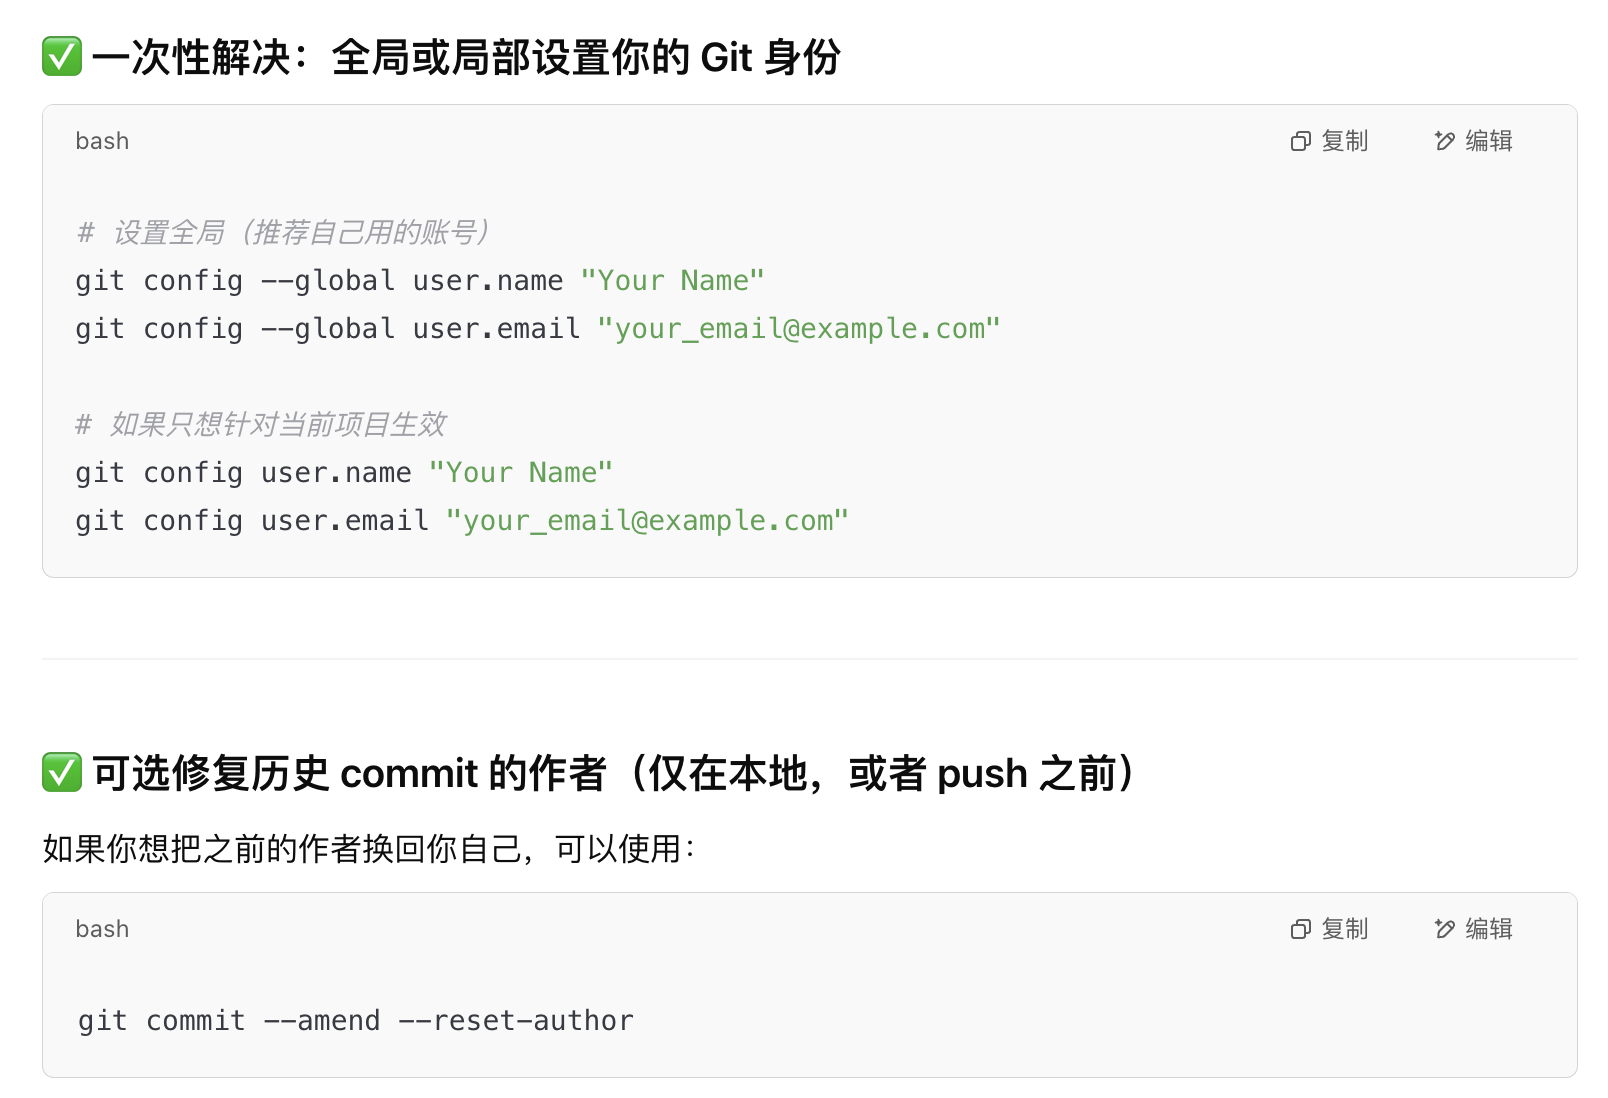 ✅ 一次性解决：全局或局部设置你的 Git 身份
bash 复制 编辑
# 设置全局（推荐自己用的账号）
git config --global user.name "Your Name"
git config --global user.email "your_email@example.com"
# 如果只想针对当前项目生效
git config user.name "Your Name"
git config user.email "your_email@example.com"
✅ 可选修复历史 commit 的作者（仅在本地，或者 push 之前）
如果你想把之前的作者换回你自己，可以使用：
bash 复制 编辑
git commit --amend --reset-author